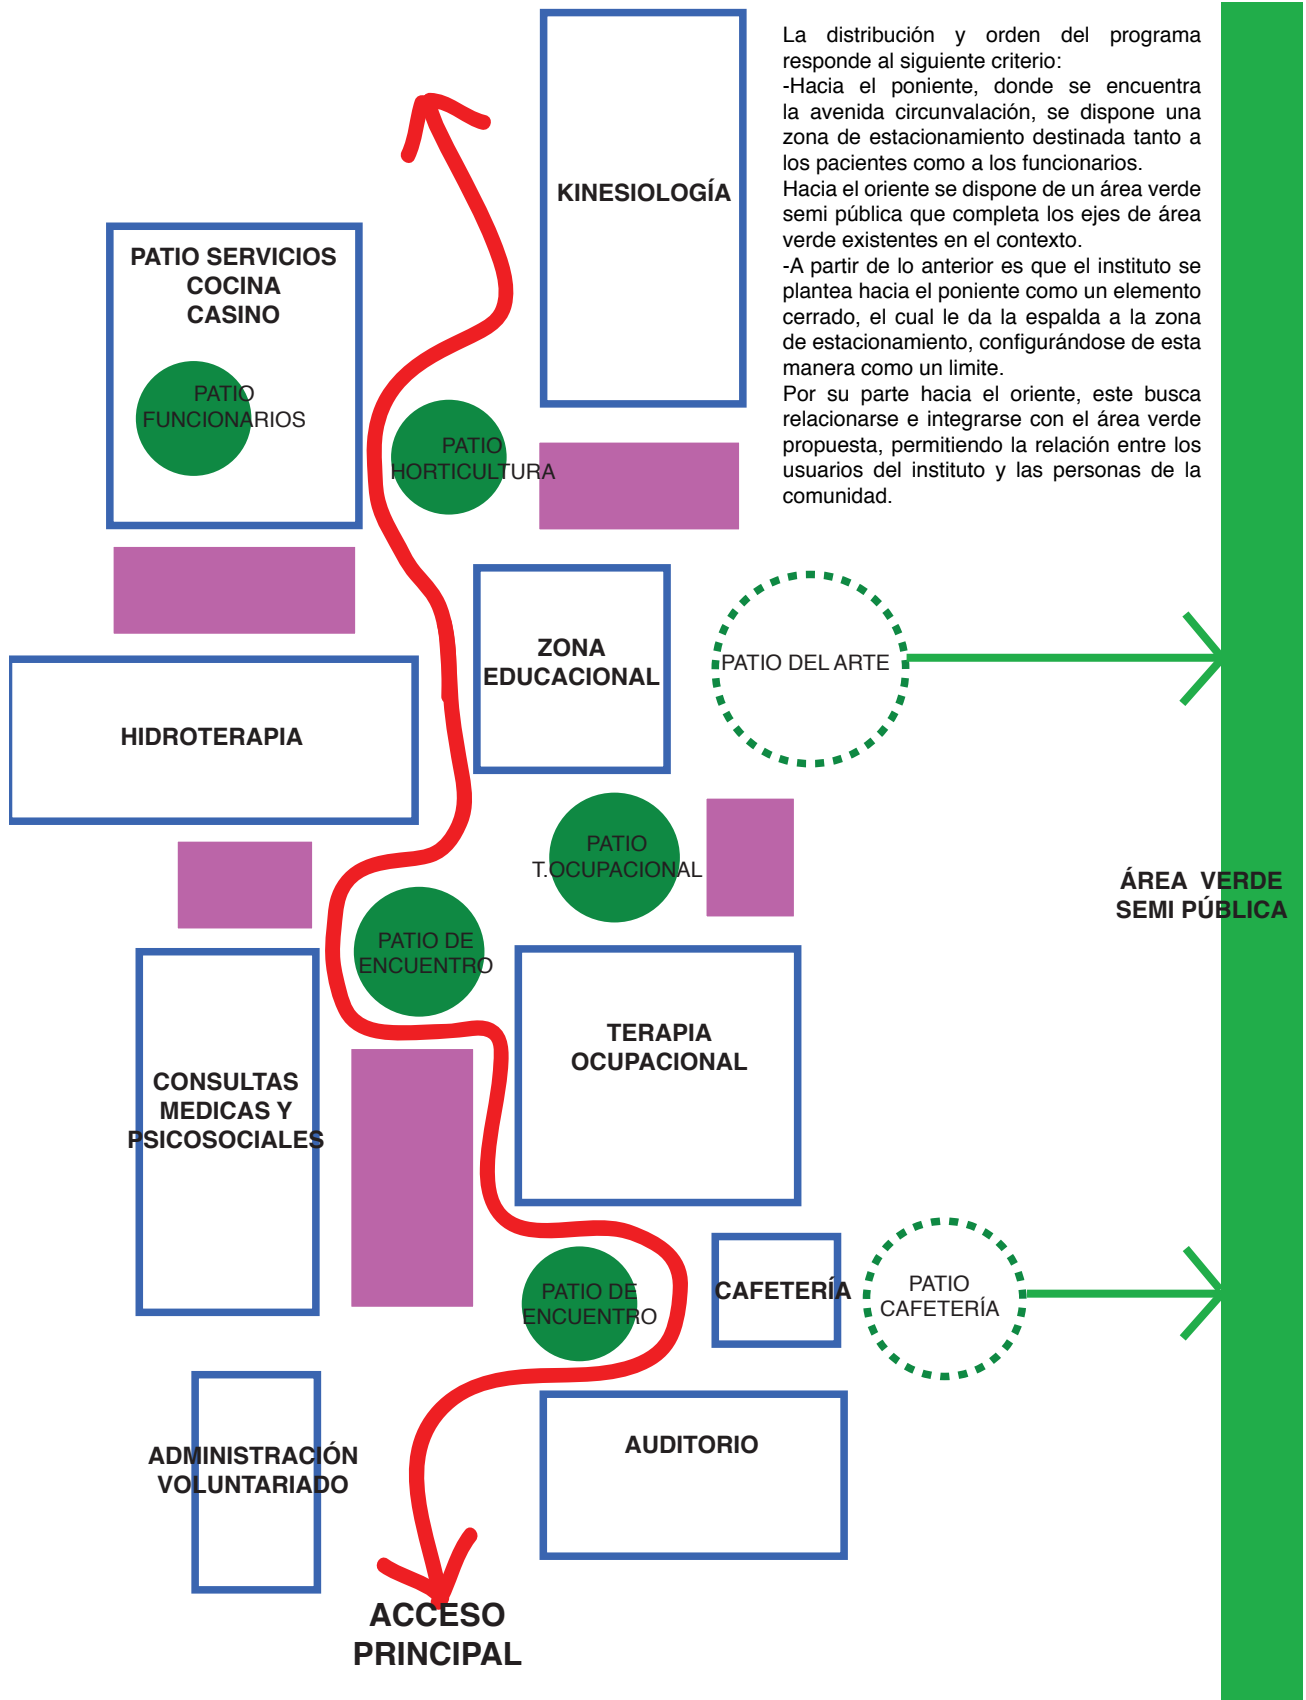 La distribución y orden del programa
responde al siguiente criterio:
-Hacia el poniente, donde se encuentra
la avenida circunvalación, se dispone una
zona de estacionamiento destinada tanto a
los pacientes como a los funcionarios.
Hacia el oriente se dispone de un área verde
semi pública que completa los ejes de área
verde existentes en el contexto.
-A partir de lo anterior es que el instituto se
plantea hacia el poniente como un elemento
cerrado, el cual le da la espalda a la zona
de estacionamiento, configurándose de esta
manera como un limite.
Por su parte hacia el oriente, este busca
relacionarse e integrarse con el área verde
propuesta, permitiendo la relación entre los
usuarios del instituto y las personas de la
comunidad.
KINESIOLOGÍA
PATIO SERVICIOS
COCINA
CASINO
PATIO
FUNCIONARIOS
PATIO
HORTICULTURA
ZONA
EDUCACIONAL
PATIO DEL ARTE
HIDROTERAPIA
PATIO
T.OCUPACIONAL
ÁREA VERDE
SEMI PÚBLICA
PATIO DE
ENCUENTRO
TERAPIA
OCUPACIONAL
CONSULTAS
MEDICAS Y
PSICOSOCIALES
PATIO DE
ENCUENTRO
CAFETERÍA
PATIO
CAFETERÍA
ADMINISTRACIÓN
VOLUNTARIADO
AUDITORIO
ACCESO
PRINCIPAL